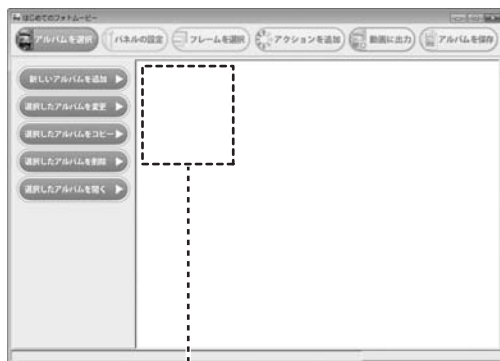 はじめてのフォトムービー
アルバムを選択 パネルの設定 フレームを選択 アクションを追加 動画に出力 アルバムを保存
新しいアルバムを追加
選択したアルバムを変更
選択したアルバムをコピー
選択したアルバムを削除
選択したアルバムを開く